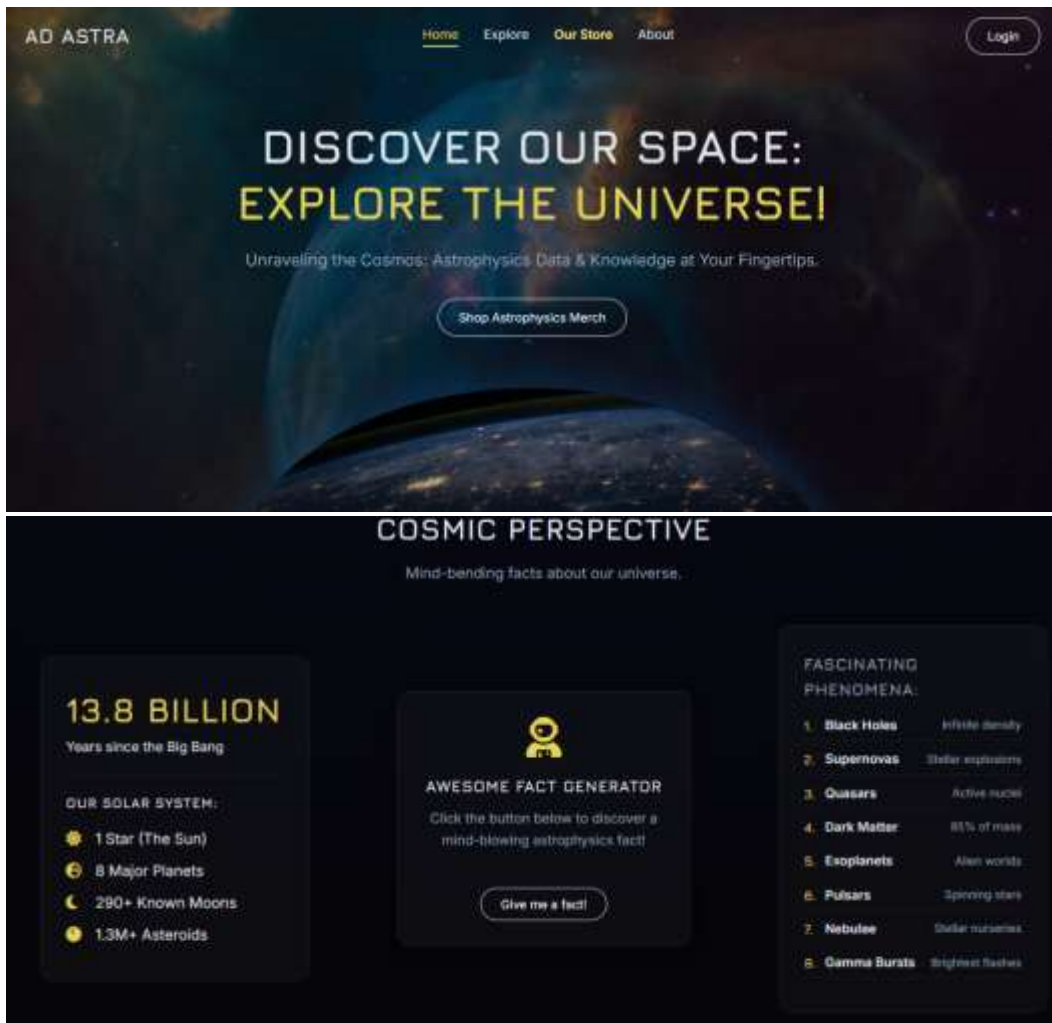 AD ASTRA
Home
Explore
Our Store
About
Login
DISCOVER OUR SPACE:
EXPLORE THE UNIVERSE!
Unraveling the Cosmos: Astrophysics Data & Knowledge at Your Fingertips.
Shop Astrophysics Merch
COSMIC PERSPECTIVE
Mind-bending facts about our universe.
13.8 BILLION
Years since the Big Bang
OUR SOLAR SYSTEM:
1 Star (The Sun)
8 Major Planets
290+ Known Moons
1.3M+ Asteroids
AWESOME FACT GENERATOR
Click the button below to discover a
mind-blowing astrophysics fact!
Give me a fact!
FASCINATING
PHENOMENA:
1. Black Holes Infinite density
2. Supernovas Stellar explosions
3. Quasars Active nuclei
4. Dark Matter 85% of mass
5. Exoplanets Alien worlds
6. Pulsars Spinning stars
7. Nebulae Stellar nurseries
8. Gamma Bursts Brightest flashes